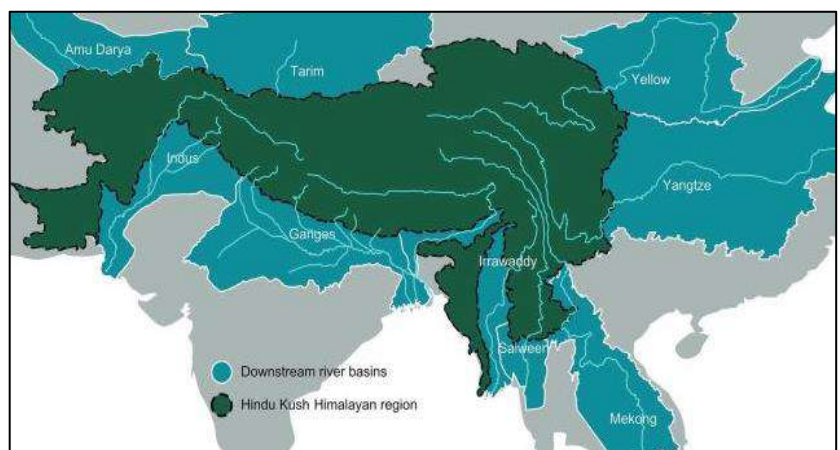 Amu Darya
Tarim
Yellow
Indus
Yangtze
Ganges
Irrawaddy
Salween
Downstream river basins
Hindu Kush Himalayan region
Mekong